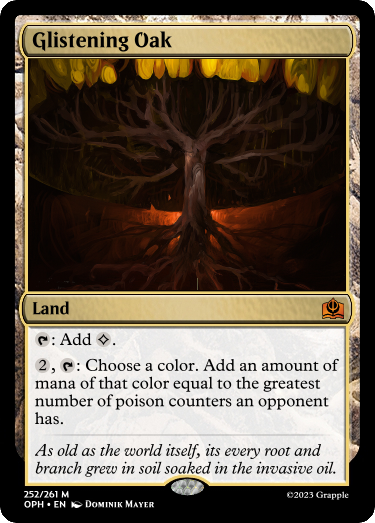 Glistening Oak
Land
: Add .
2, : Choose a color. Add an amount of
mana of that color equal to the greatest
number of poison counters an opponent
has.
As old as the world itself, its every root and
branch grew in soil soaked in the invasive oil.
252/261 M
OPH • EN Dominik Mayer
©2023 Grapple